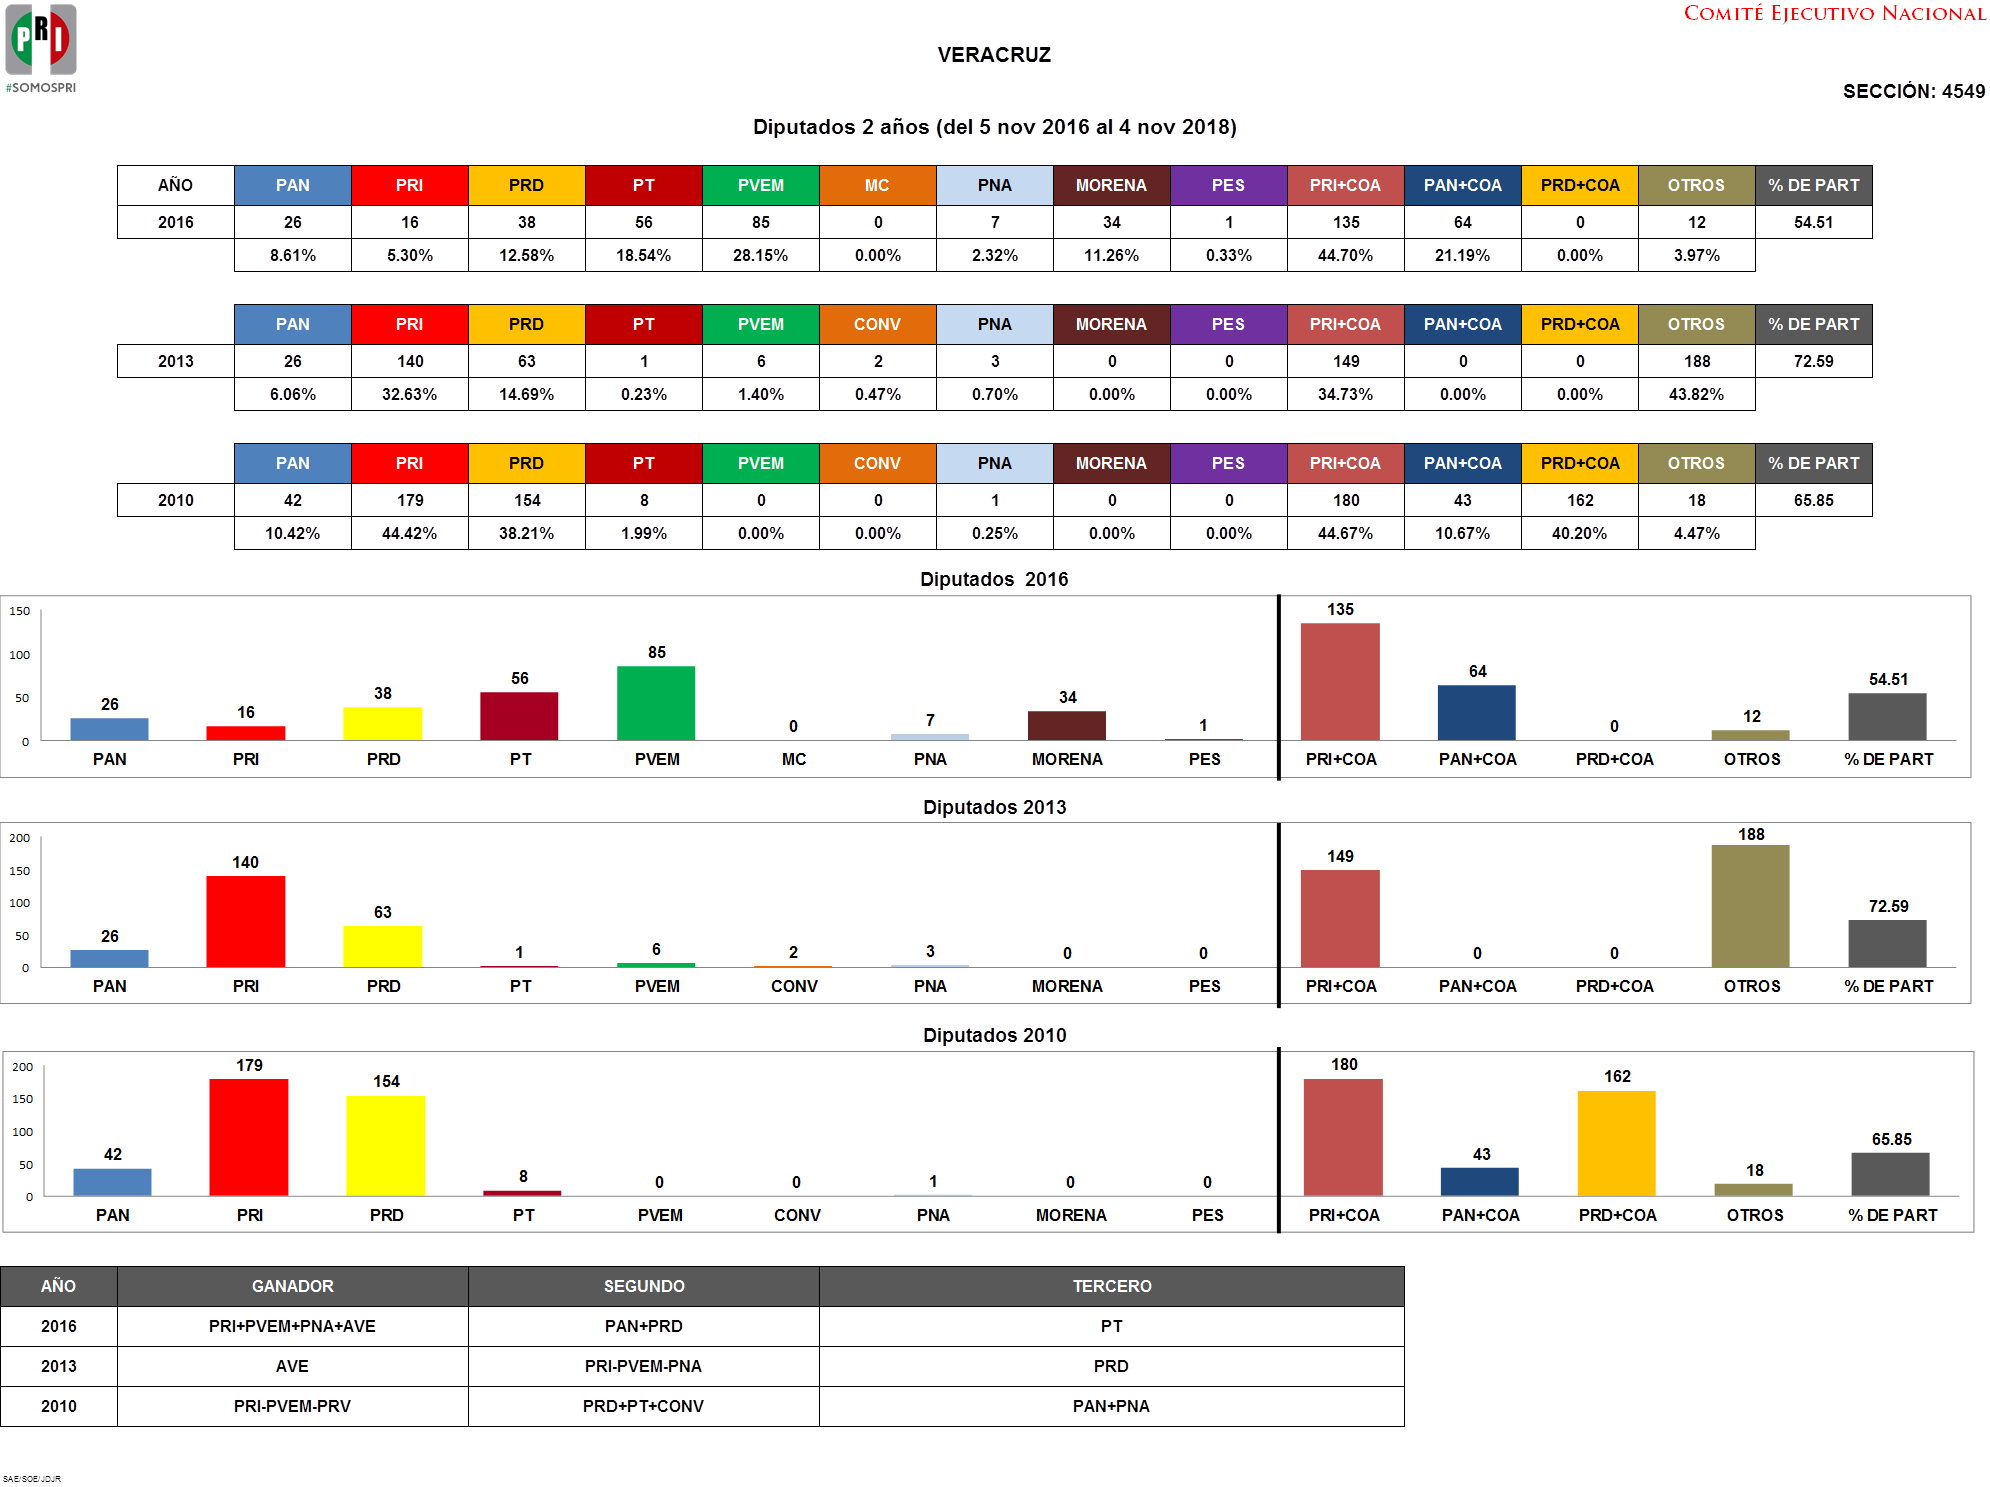 COMITÉ EJECUTIVO NACIONAL
PRI
#SOMOSPRI
VERACRUZ
SECCIÓN: 4549
Diputados 2 años (del 5 nov 2016 al 4 nov 2018)
AÑO PAN PRI PRD PT PVEM MC PNA MORENA PES PRI+COA PAN+COA PRD+COA OTROS % DE PART
2016 26 16 38 56 85 0 7 34 1 135 64 0 12 54.51
8.61% 5.30% 12.58% 18.54% 28.15% 0.00% 2.32% 11.26% 0.33% 44.70% 21.19% 0.00% 3.97%
PAN PRI PRD PT PVEM CONV PNA MORENA PES PRI+COA PAN+COA PRD+COA OTROS % DE PART
2013 26 140 63 1 6 2 3 0 0 149 0 0 188 72.59
6.06% 32.63% 14.69% 0.23% 1.40% 0.47% 0.70% 0.00% 0.00% 34.73% 0.00% 0.00% 43.82%
PAN PRI PRD PT PVEM CONV PNA MORENA PES PRI+COA PAN+COA PRD+COA OTROS % DE PART
2010 42 179 154 8 0 0 1 0 0 180 43 162 18 65.85
10.42% 44.42% 38.21% 1.99% 0.00% 0.00% 0.25% 0.00% 0.00% 44.67% 10.67% 40.20% 4.47%
Diputados 2016
150
100
50
0
26 16 38 56 85 0 7 34 1 135 64 0 12 54.51
PAN PRI PRD PT PVEM MC PNA MORENA PES PRI+COA PAN+COA PRD+COA OTROS % DE PART
Diputados 2013
200
150
100
50
0
26 140 63 1 6 2 3 0 0 149 0 0 188 72.59
PAN PRI PRD PT PVEM CONV PNA MORENA PES PRI+COA PAN+COA PRD+COA OTROS % DE PART
Diputados 2010
200
150
100
50
0
42 179 154 8 0 0 1 0 0 180 43 162 18 65.85
PAN PRI PRD PT PVEM CONV PNA MORENA PES PRI+COA PAN+COA PRD+COA OTROS % DE PART
AÑO GANADOR SEGUNDO TERCERO
2016 PRI+PVEM+PNA+AVE PAN+PRD PT
2013 AVE PRI-PVEM-PNA PRD
2010 PRI-PVEM-PRV PRD+PT+CONV PAN+PNA
SAE/SOE/JDJR